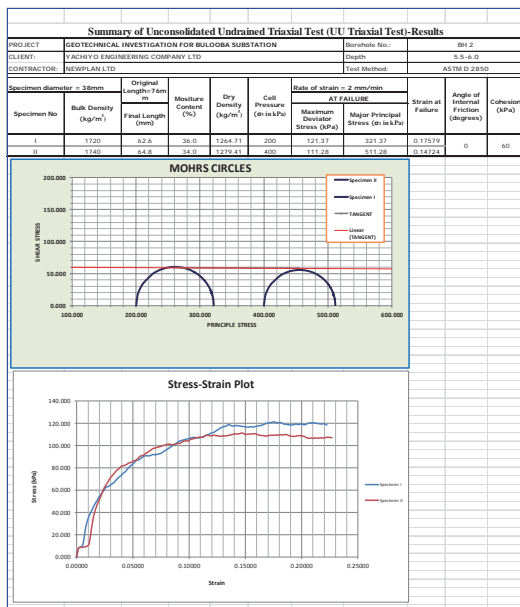 Summary of Unconsolidated Undrained Triaxial Test (UU Triaxial Test)-Results
PROJECT GEOTECHNICAL INVESTIGATION FOR BULOOBA SUBSTATION Borehole No.: BH 2
CLIENT: YACHIYO ENGINEERING COMPANY LTD Depth 5.5-6.0
CONTRACTOR: NEWPLAN LTD Test Method: ASTM D 2850
Specimen diameter = 38mm Original Length=76m m Mositure Content (%) Dry Density (kg/m³) Cell Pressure (σ₃ in kPa) Rate of strain = 2 mm/min Strain at Failure Angle of Internal Friction (degrees) Cohesion (kPa)
AT FAILURE
Specimen No Bulk Density (kg/m³) Final Length (mm) Maximum Deviator Stress (kPa) Major Principal Stress (σ₁ in kPa)
I 1720 62.6 36.0 1264.71 200 121.37 321.37 0.17579 0 60
II 1740 64.8 34.0 1279.41 400 111.28 511.28 0.14724
MOHRS CIRCLES
200.000
150.000
100.000
50.000
0.000
SHEAR STRESS
100.000 200.000 300.000 400.000 500.000 600.000
PRINCIPLE STRESS
Specimen II
Specimen I
TANGENT
Linear (TANGENT)
Stress-Strain Plot
140.000
120.000
100.000
80.000
60.000
40.000
20.000
0.000
Stress (kPa)
0.00000 0.05000 0.10000 0.15000 0.20000 0.25000
Strain
Specimen I
Specimen II